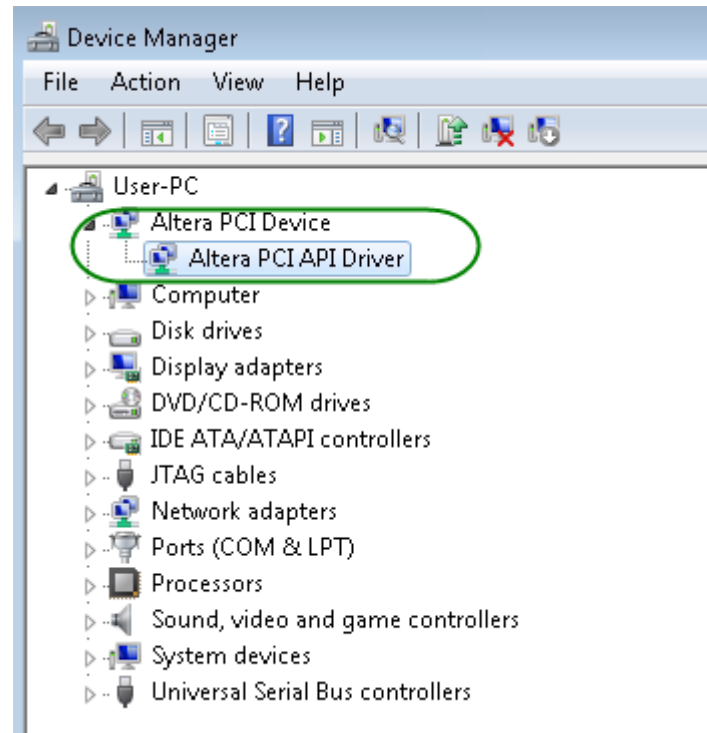 Device Manager
File Action View Help
User-PC
Altera PCI Device
Altera PCI API Driver
Computer
Disk drives
Display adapters
DVD/CD-ROM drives
IDE ATA/ATAPI controllers
JTAG cables
Network adapters
Ports (COM & LPT)
Processors
Sound, video and game controllers
System devices
Universal Serial Bus controllers